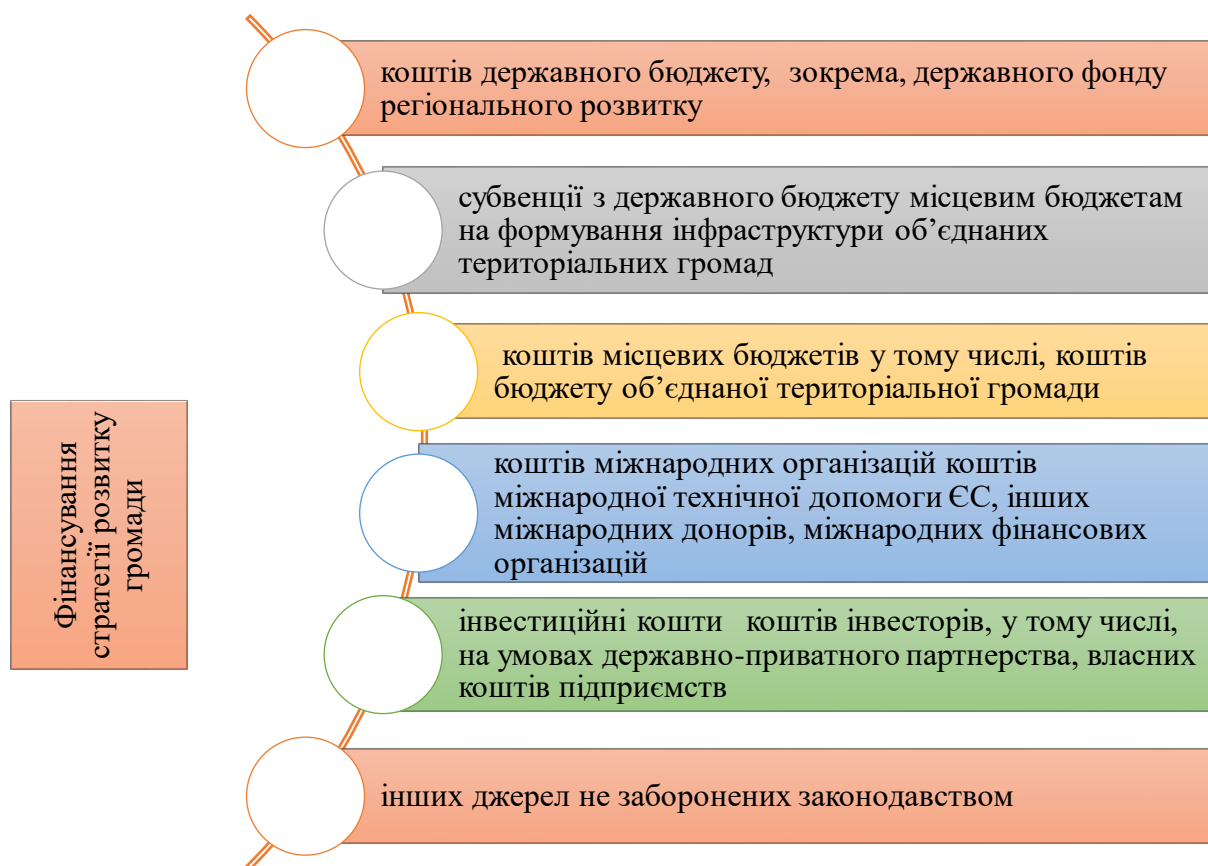 коштів державного бюджету, зокрема, державного фонду
регіонального розвитку
субвенції з державного бюджету місцевим бюджетам
на формування інфраструктури об’єднаних
територіальних громад
коштів місцевих бюджетів у тому числі, коштів
бюджету об’єднаної територіальної громади
Фінансування
стратегії розвитку
громади
коштів міжнародних організацій коштів
міжнародної технічної допомоги ЄС, інших
міжнародних донорів, міжнародних фінансових
організацій
інвестиційні кошти коштів інвесторів, у тому числі,
на умовах державно-приватного партнерства, власних
коштів підприємств
інших джерел не заборонених законодавством